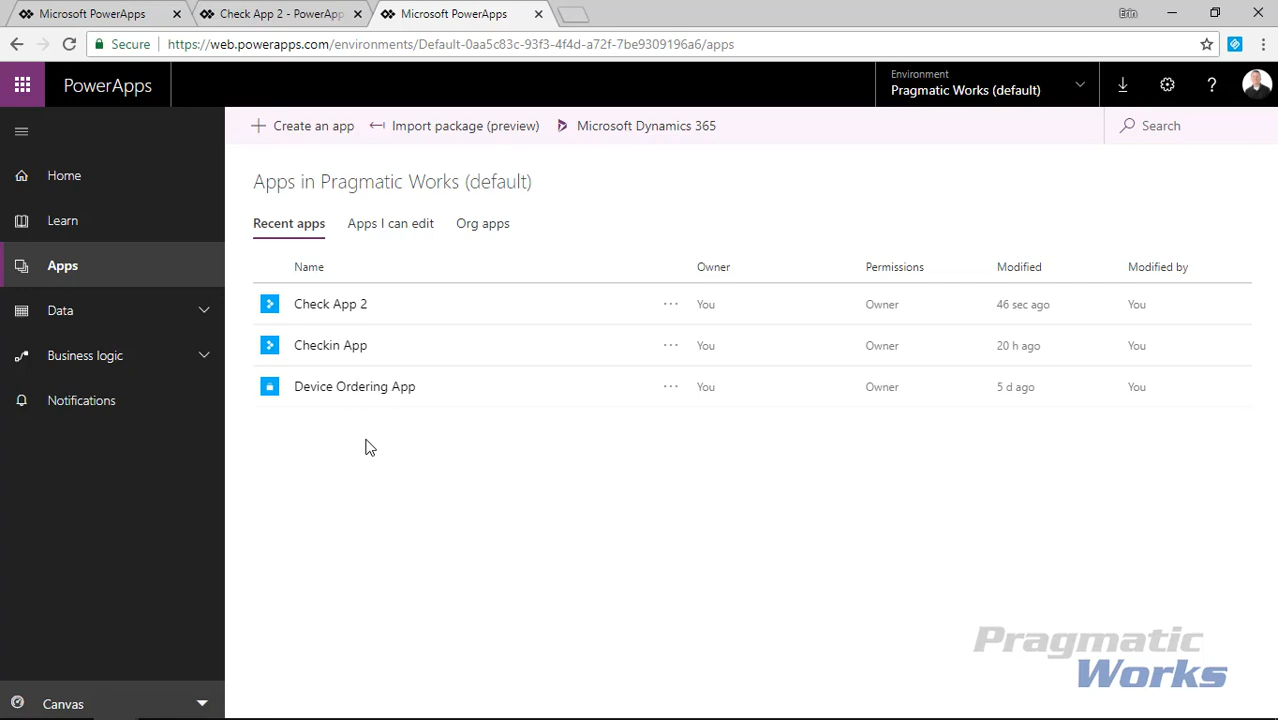 Microsoft PowerApps
Check App 2 - PowerApps
Microsoft PowerApps
Erin
Secure
https://web.powerapps.com/environments/Default-0aa5c83c-93f3-4f4d-a72f-7be9309196a6/apps
PowerApps
Environment
Pragmatic Works (default)
?
Create an app
Import package (preview)
Microsoft Dynamics 365
Search
Home
Learn
Apps
Data
Business logic
Notifications
Canvas
Apps in Pragmatic Works (default)
Recent apps
Apps I can edit
Org apps
Name Owner Permissions Modified Modified by
Check App 2 ... You Owner 46 sec ago You
Checkin App ... You Owner 20 h ago You
Device Ordering App ... You Owner 5 d ago You
Pragmatic
Works